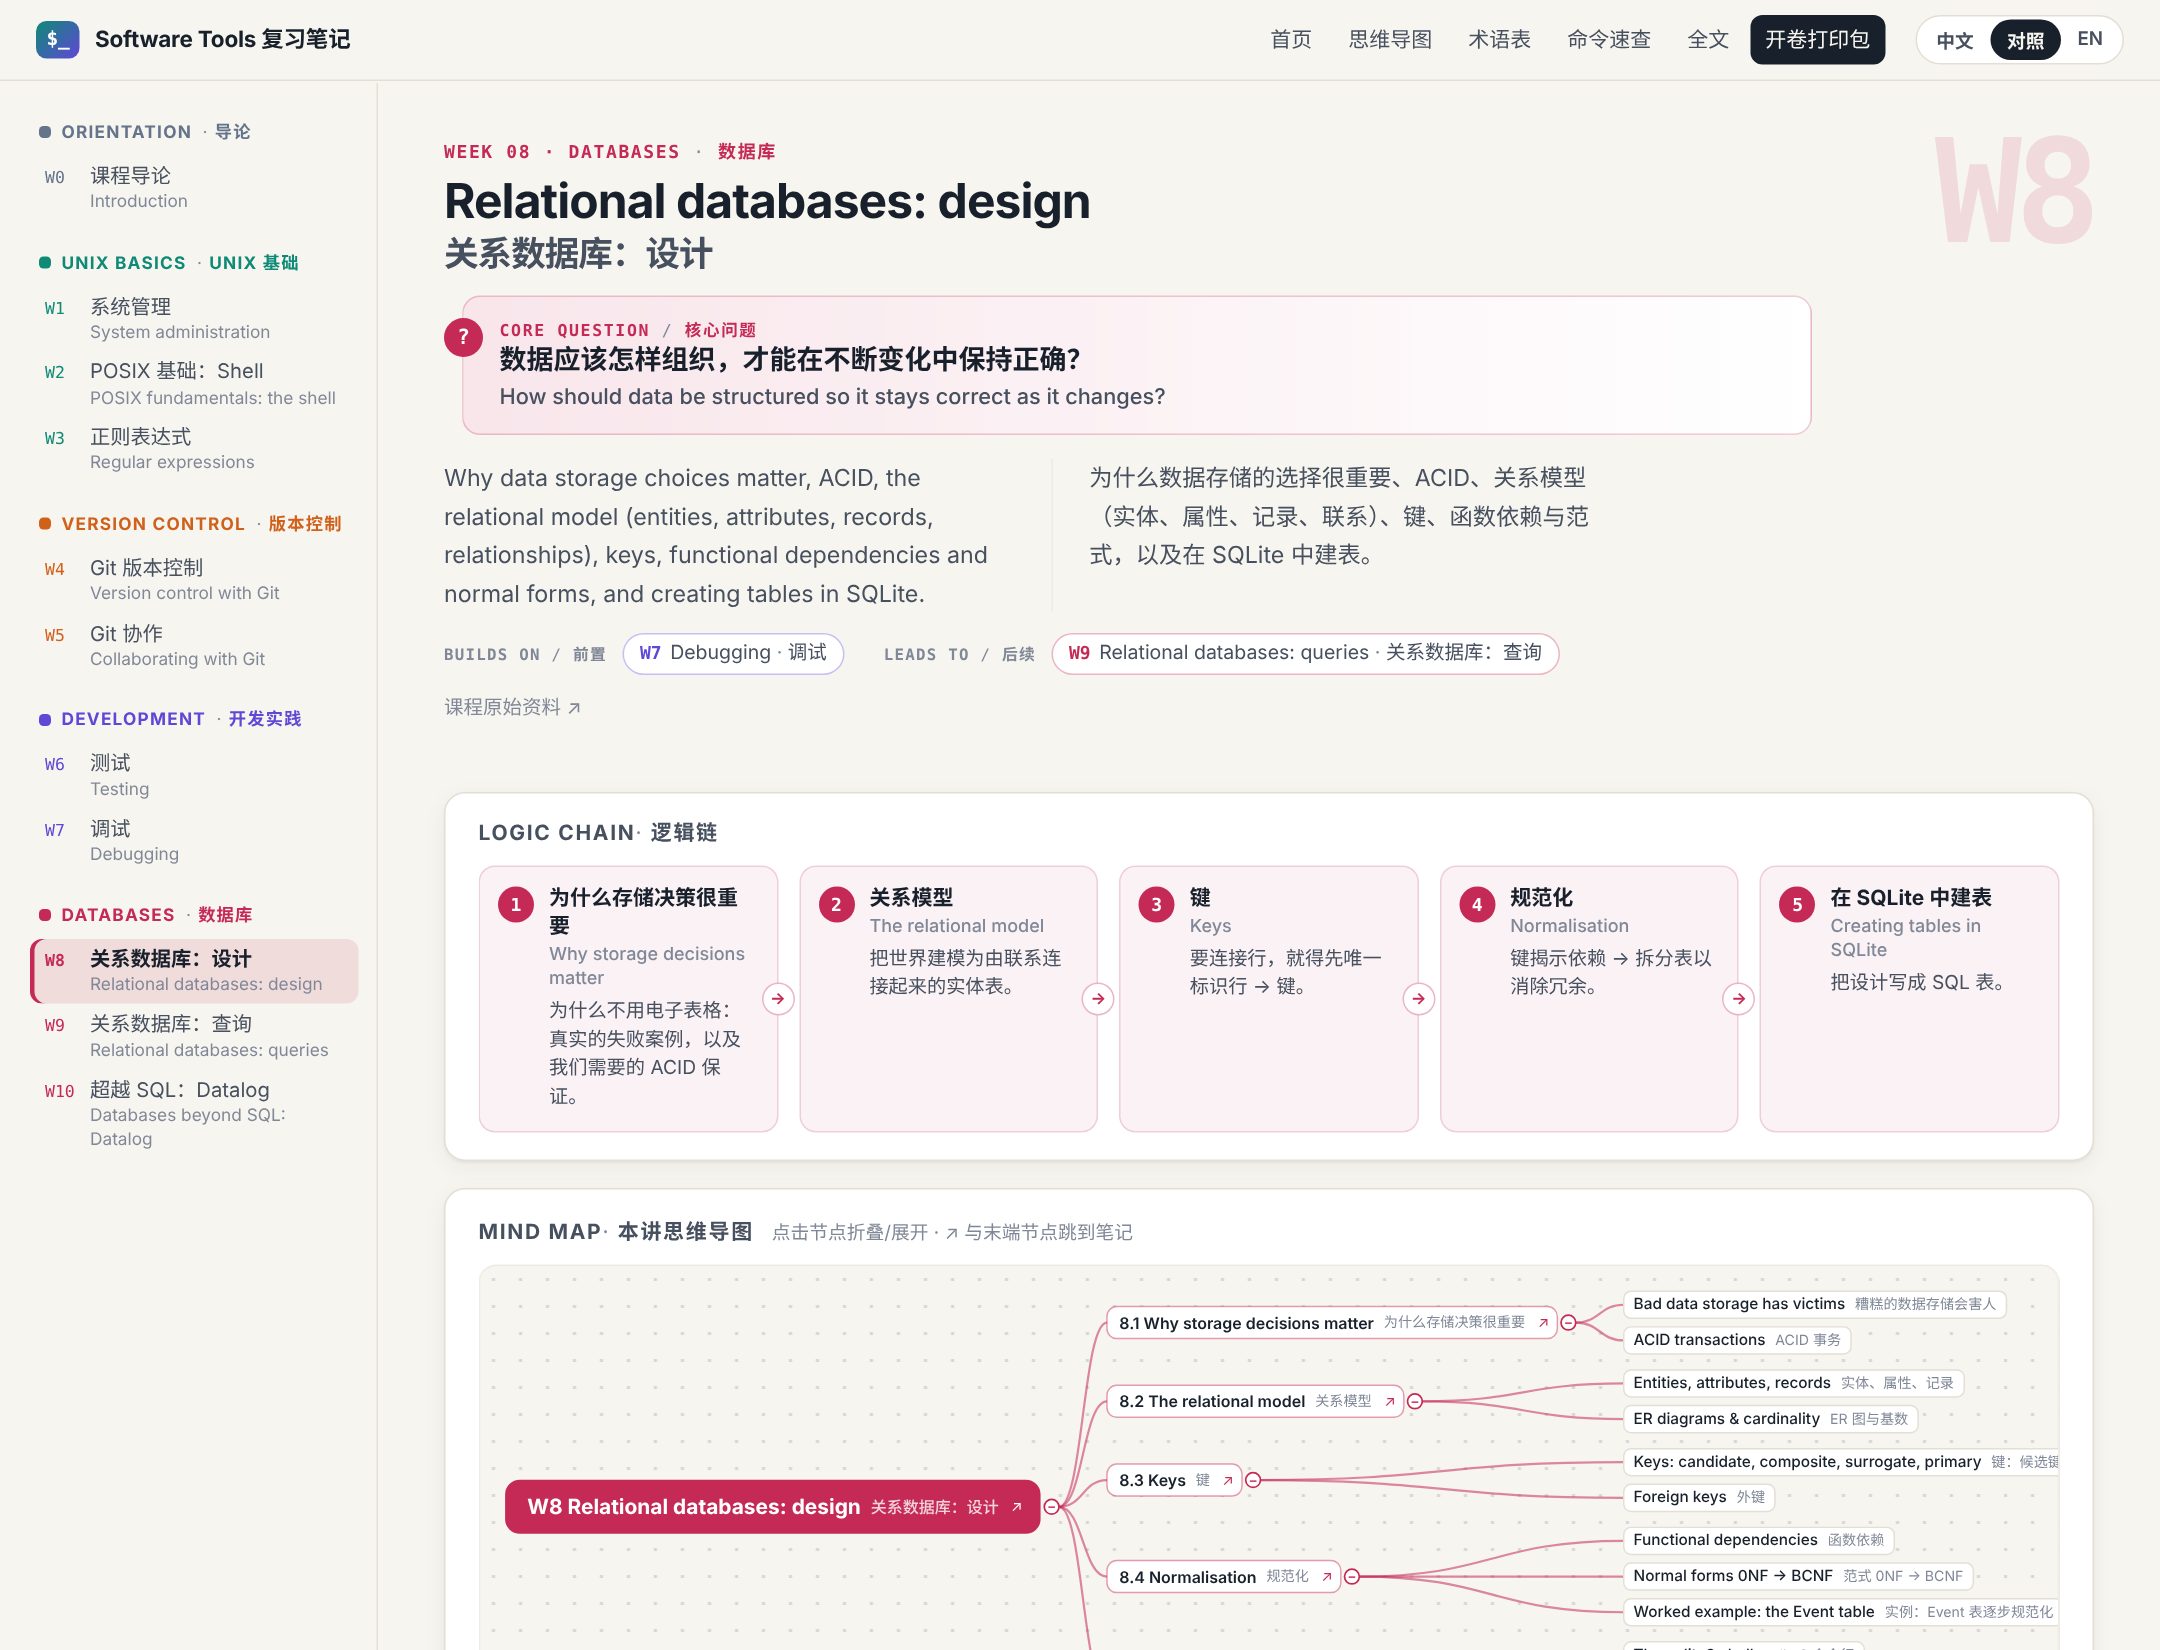 $_ Software Tools 复习笔记
首页 思维导图 术语表 命令速查 全文 开卷打印包 中文 对照 EN
ORIENTATION · 导论
W0 课程导论
Introduction
UNIX BASICS · UNIX 基础
W1 系统管理
System administration
W2 POSIX 基础：Shell
POSIX fundamentals: the shell
W3 正则表达式
Regular expressions
VERSION CONTROL · 版本控制
W4 Git 版本控制
Version control with Git
W5 Git 协作
Collaborating with Git
DEVELOPMENT · 开发实践
W6 测试
Testing
W7 调试
Debugging
DATABASES · 数据库
W8 关系数据库：设计
Relational databases: design
W9 关系数据库：查询
Relational databases: queries
W10 超越 SQL：Datalog
Databases beyond SQL:
Datalog
WEEK 08 · DATABASES · 数据库
W8
Relational databases: design
关系数据库：设计
? CORE QUESTION / 核心问题
数据应该怎样组织，才能在不断变化中保持正确？
How should data be structured so it stays correct as it changes?
Why data storage choices matter, ACID, the
relational model (entities, attributes, records,
relationships), keys, functional dependencies and
normal forms, and creating tables in SQLite.
为什么数据存储的选择很重要、ACID、关系模型
（实体、属性、记录、联系）、键、函数依赖与范
式，以及在 SQLite 中建表。
BUILDS ON / 前置 W7 Debugging · 调试 LEADS TO / 后续 W9 Relational databases: queries · 关系数据库：查询
课程原始资料 ↗
LOGIC CHAIN· 逻辑链
1 为什么存储决策很重
要
Why storage decisions
matter
为什么不用电子表格：
真实的失败案例，以及
我们需要的 ACID 保
证。
→
2 关系模型
The relational model
把世界建模为由联系连
接起来的实体表。
→
3 键
Keys
要连接行，就得先唯一
标识行 → 键。
→
4 规范化
Normalisation
键揭示依赖 → 拆分表以
消除冗余。
→
5 在 SQLite 中建表
Creating tables in
SQLite
把设计写成 SQL 表。
MIND MAP· 本讲思维导图 点击节点折叠/展开 · ↗ 与末端节点跳到笔记
W8 Relational databases: design 关系数据库：设计 ↗
8.1 Why storage decisions matter 为什么存储决策很重要 ↗
Bad data storage has victims 糟糕的数据存储会害人
ACID transactions ACID 事务
8.2 The relational model 关系模型 ↗
Entities, attributes, records 实体、属性、记录
ER diagrams & cardinality ER 图与基数
8.3 Keys 键 ↗
Keys: candidate, composite, surrogate, primary 键：候选键
Foreign keys 外键
8.4 Normalisation 规范化 ↗
Functional dependencies 函数依赖
Normal forms 0NF → BCNF 范式 0NF → BCNF
Worked example: the Event table 实例：Event 表逐步规范化